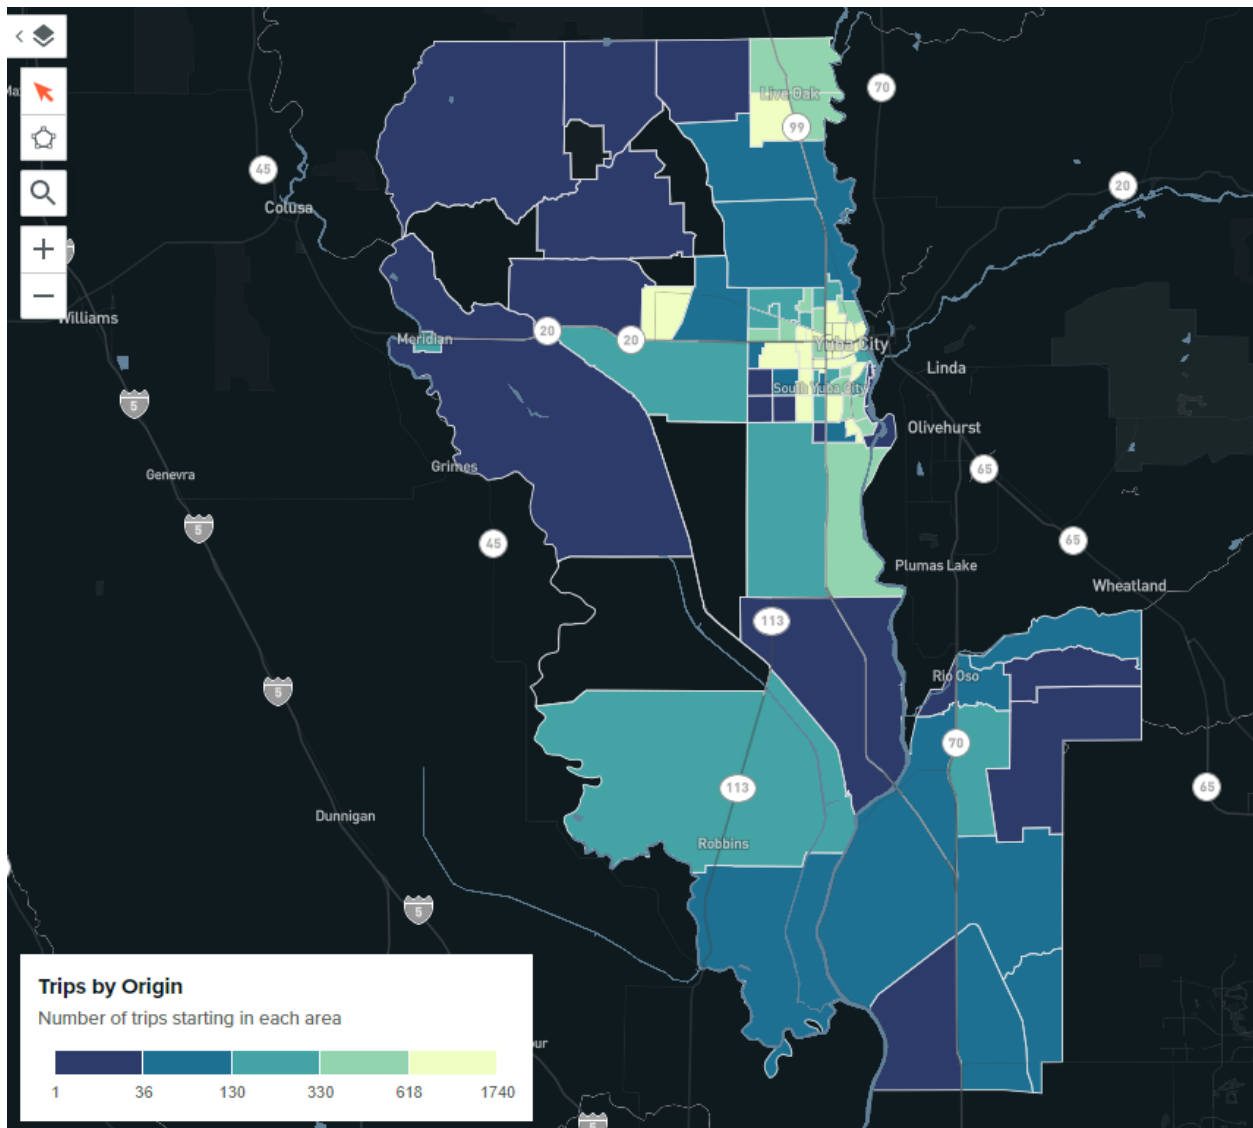 Live Oak
70
99
45
20
Colusa
Williams
Meridian
20
20
Yuba City
Linda
South Yuba City
5
Olivehurst
Grimes
65
Genevra
5
45
65
Plumas Lake
Wheatland
113
5
Rio Oso
70
113
65
Dunnigan
Robbins
5
Trips by Origin
Number of trips starting in each area
1 36 130 330 618 1740
5